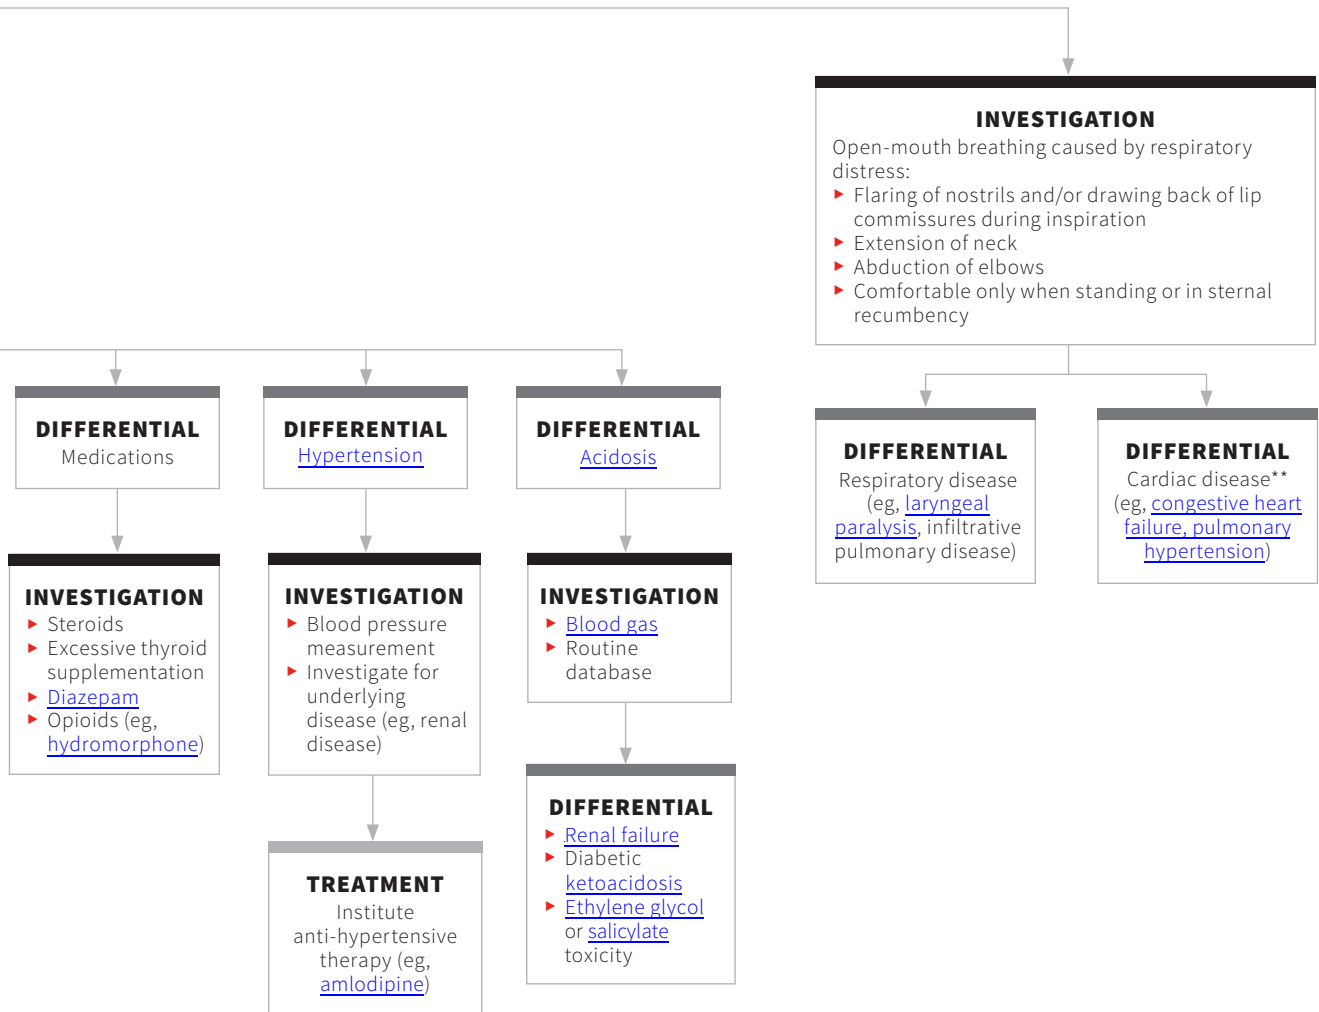 INVESTIGATION
Open-mouth breathing caused by respiratory
distress:
Flaring of nostrils and/or drawing back of lip
commissures during inspiration
Extension of neck
Abduction of elbows
Comfortable only when standing or in sternal
recumbency
DIFFERENTIAL
Medications
DIFFERENTIAL
Hypertension
DIFFERENTIAL
Acidosis
DIFFERENTIAL
Respiratory disease
(eg, laryngeal
paralysis, infiltrative
pulmonary disease)
DIFFERENTIAL
Cardiac disease**
(eg, congestive heart
failure, pulmonary
hypertension)
INVESTIGATION
Steroids
Excessive thyroid
supplementation
Diazepam
Opioids (eg,
hydromorphone)
INVESTIGATION
Blood pressure
measurement
Investigate for
underlying
disease (eg, renal
disease)
INVESTIGATION
Blood gas
Routine
database
TREATMENT
Institute
anti-hypertensive
therapy (eg,
amlodipine)
DIFFERENTIAL
Renal failure
Diabetic
ketoacidosis
Ethylene glycol
or salicylate
toxicity